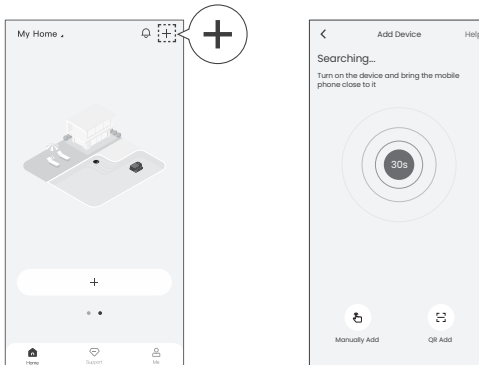 My Home
Add Device
Help
Searching...
Turn on the device and bring the mobile
phone close to it
30s
Manually Add
QR Add
Home
Support
Me